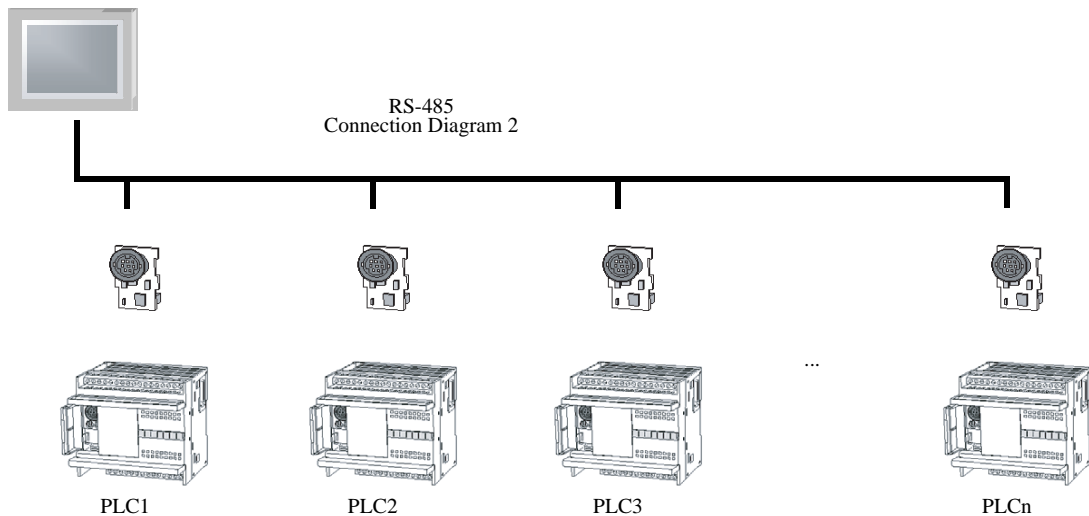 RS-485
Connection Diagram 2
...
PLC1
PLC2
PLC3
PLCn